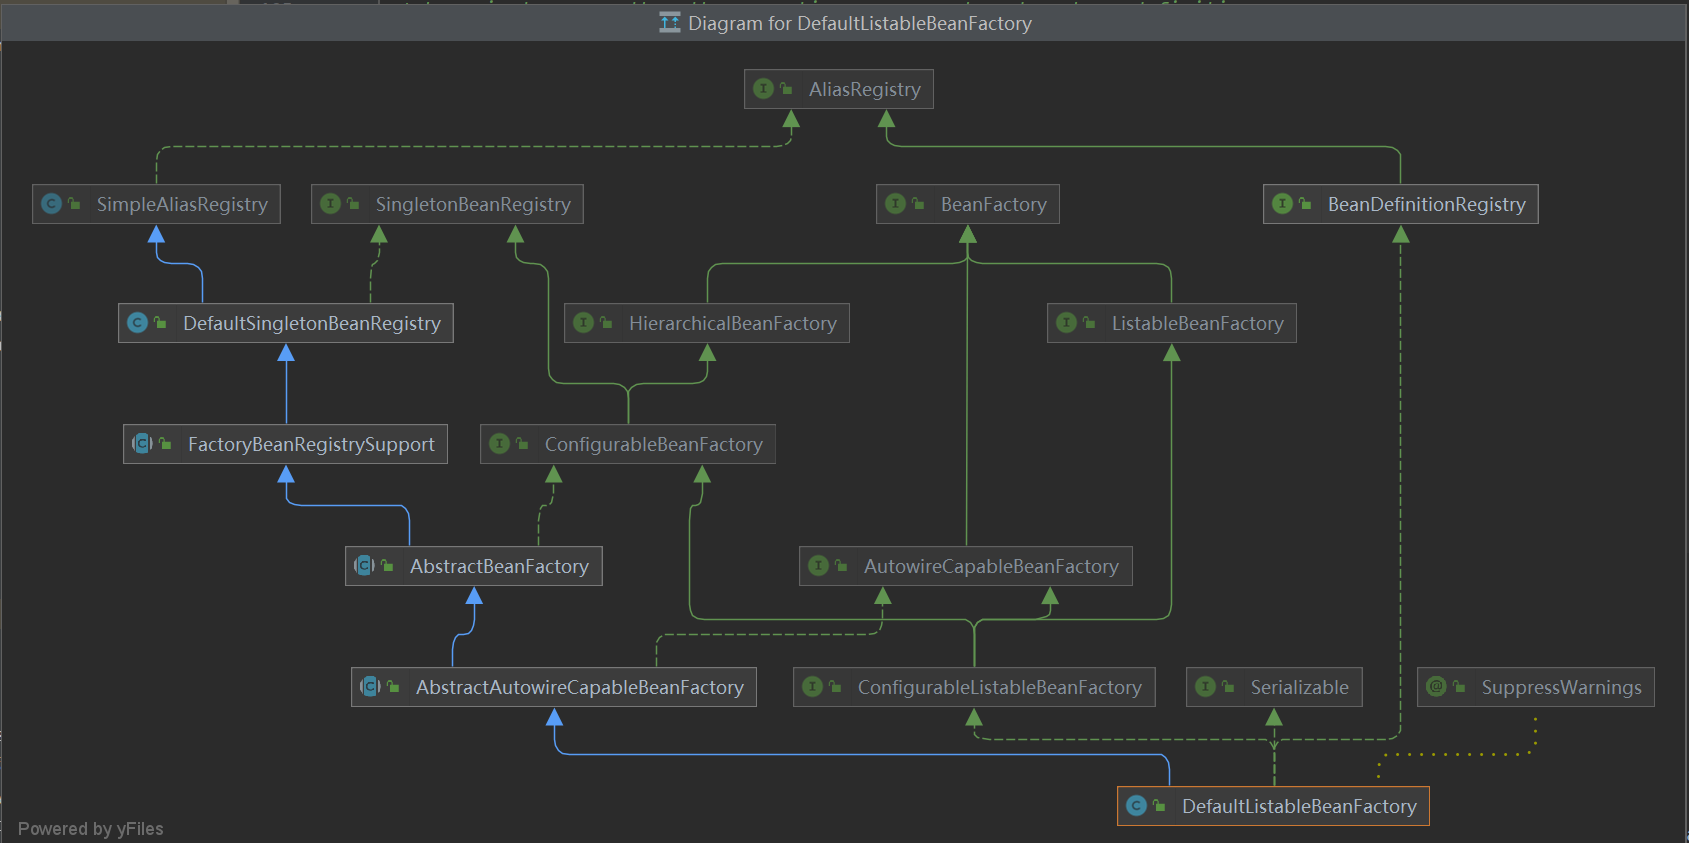 Diagram for DefaultListableBeanFactory
I AliasRegistry
C SimpleAliasRegistry
I SingletonBeanRegistry
I BeanFactory
I BeanDefinitionRegistry
C DefaultSingletonBeanRegistry
I HierarchicalBeanFactory
I ListableBeanFactory
C FactoryBeanRegistrySupport
I ConfigurableBeanFactory
C AbstractBeanFactory
I AutowireCapableBeanFactory
C AbstractAutowireCapableBeanFactory
I ConfigurableListableBeanFactory
I Serializable
@ SuppressWarnings
C DefaultListableBeanFactory
Powered by yFiles